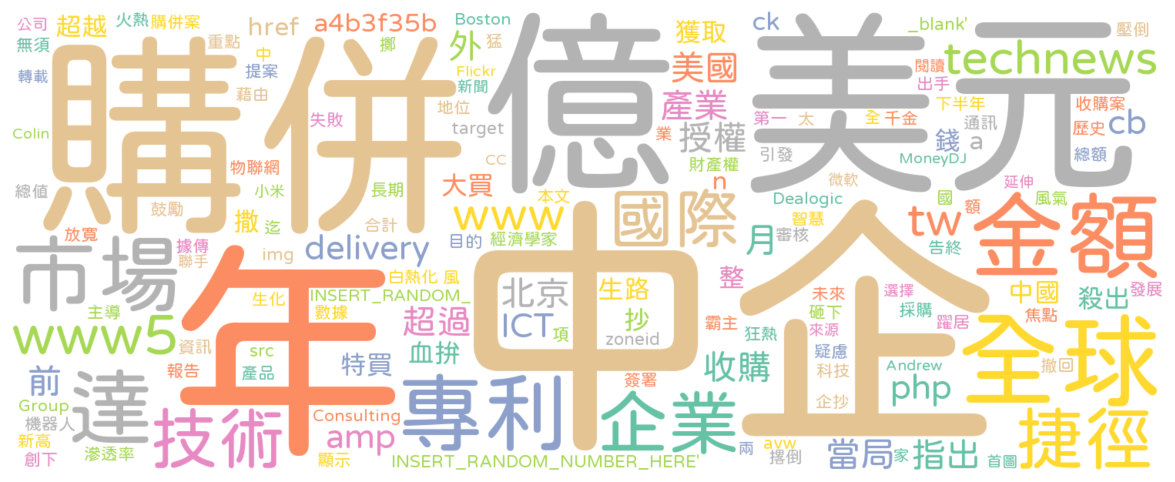 公司 超越 火熱 購併案 href a4b3f35b Boston 外 猛 獲取 ck _blank' 壓倒
無須 重點 中 擲 Flickr 美國 閱讀 technews
轉載 提案 新聞 出手
藉由 地位 產業 下半年 收購案
購併 億 美元
Colin 失敗 target 業 授權 第一 太 全 千金 錢 a 通訊 歷史 cb
總值 物聯網 CC 財產權 引發 MoneyDJ 總額
小米 長期 大買 本文 n 微軟 國 延伸
鼓勵 撒 迄 合計 www 國際 Dealogic 智慧 額 風氣
放寬 據傳 目的 經濟學家 月 審核 tw 告終 金額
市場 聯手 img delivery 整
年 中 企
主導 生化 白熱化 風 北京 生路 未來 選擇 中國 發展
INSERT_RANDOM_ 數據 超過 ICT 項 抄 霸主 砸下 採購 殺出
www5 資訊 zoneid 狂熱 來源 躍居 焦點
src 特買 血拚 收購 疑慮 全球
前 報告 產品 簽署 科技 Andrew 撤回
達 Group 專利 企業 企抄 php
機器人 技術 Consulting 捷徑
新高 amp avw
創下 滲透率 顯示 INSERT_RANDOM_NUMBER_HERE' 兩 撂倒 當局 家 指出 首圖